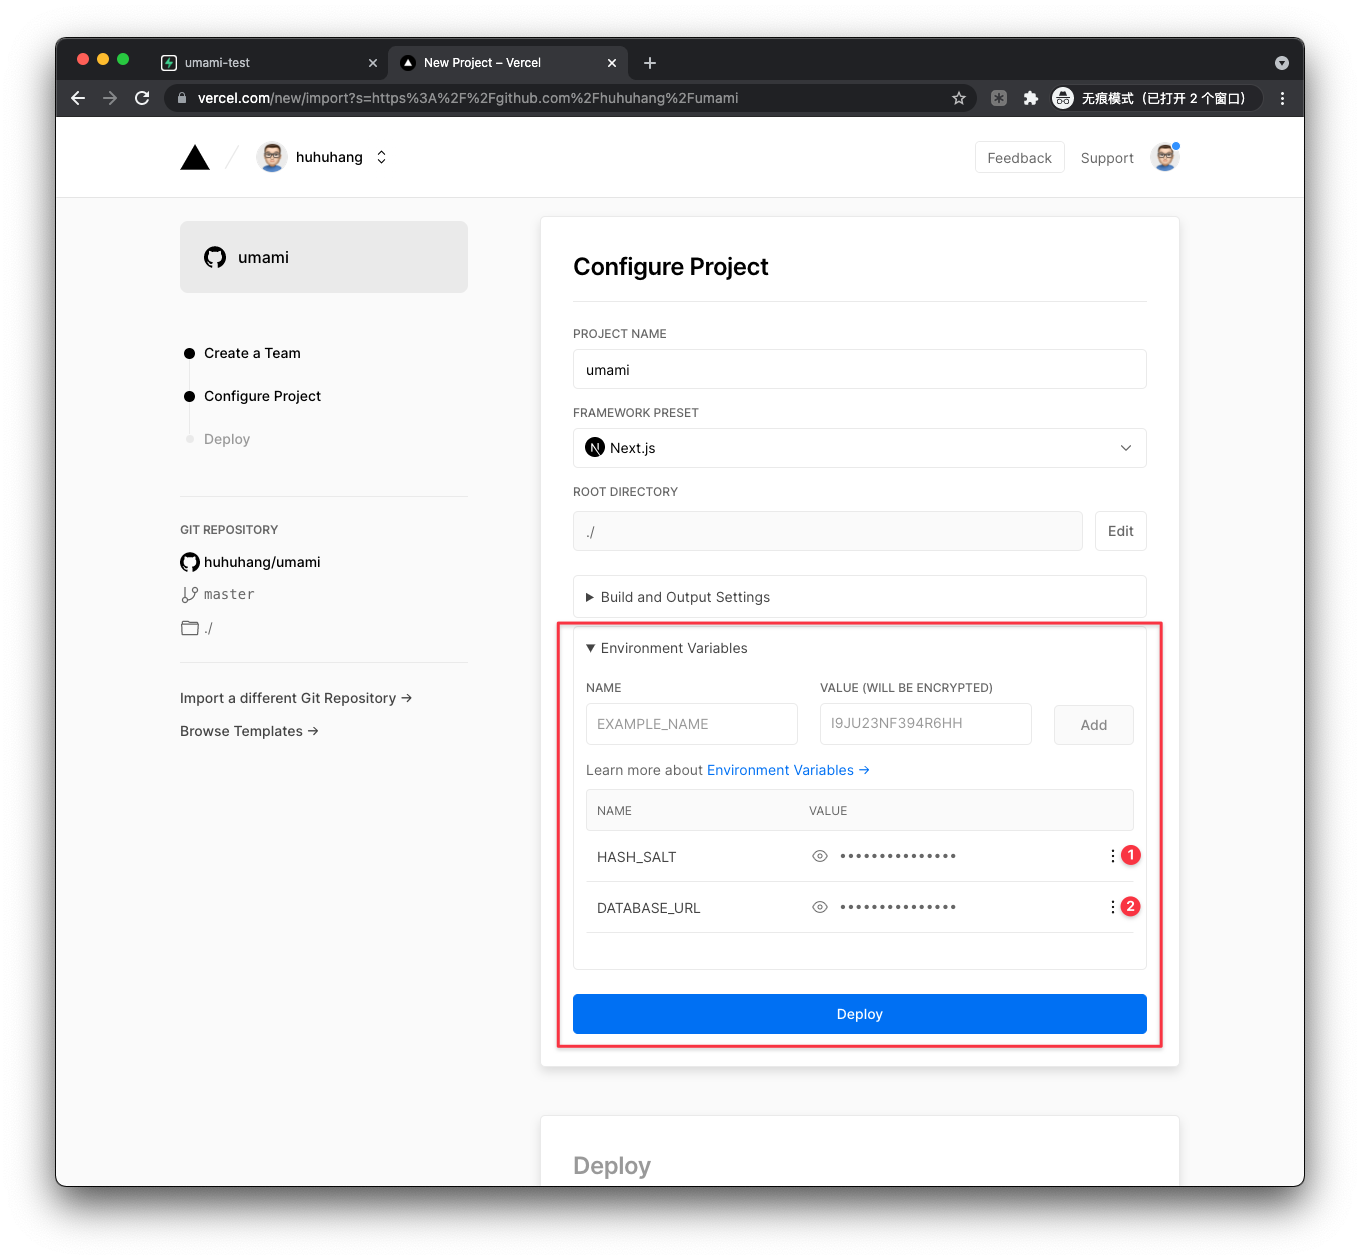 umami-test
New Project – Vercel
vercel.com/new/import?s=https%3A%2F%2Fgithub.com%2Fhuhuhang%2Fumami
无痕模式（已打开 2 个窗口）
huhuhang
Feedback
Support
umami
Create a Team
Configure Project
Deploy
GIT REPOSITORY
huhuhang/umami
master
./
Import a different Git Repository →
Browse Templates →
Configure Project
PROJECT NAME
umami
FRAMEWORK PRESET
N Next.js
ROOT DIRECTORY
./
Edit
Build and Output Settings
Environment Variables
NAME
VALUE (WILL BE ENCRYPTED)
EXAMPLE_NAME
I9JU23NF394R6HH
Add
Learn more about Environment Variables →
NAME
VALUE
HASH_SALT
•••••••••••••••
1
DATABASE_URL
•••••••••••••••
2
Deploy
Deploy